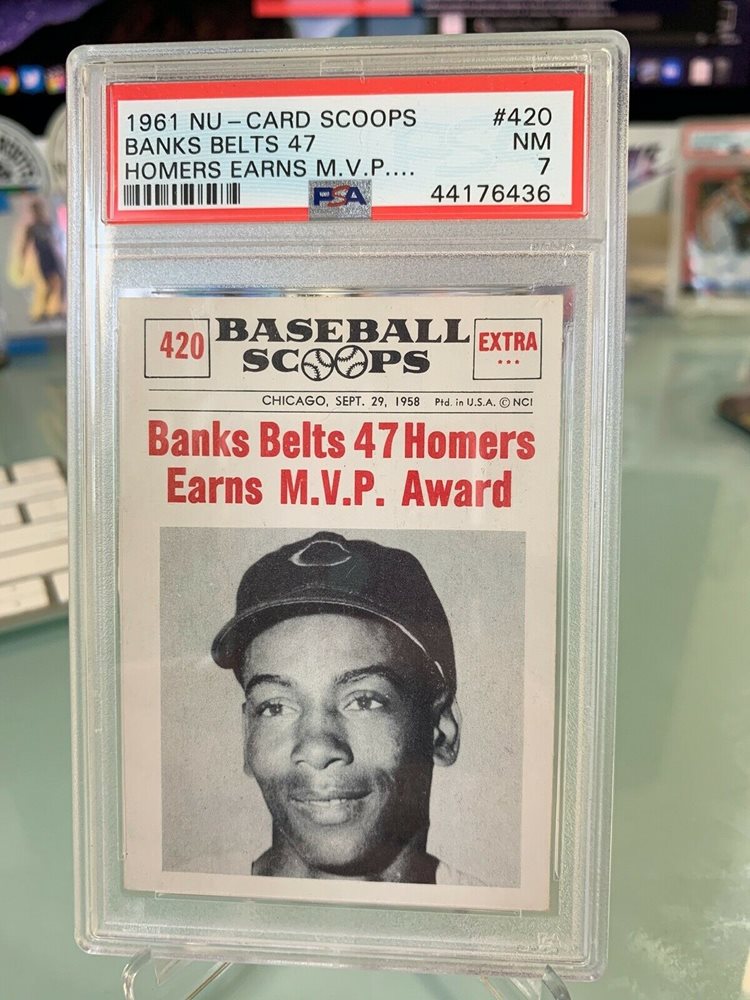 1961 NU-CARD SCOOPS #420
BANKS BELTS 47 NM
HOMERS EARNS M.V.P.... 7
PSA 44176436
420 BASEBALL EXTRA
SCOOPS ***
CHICAGO, SEPT. 29, 1958 Ptd. in U.S.A. © NCI
Banks Belts 47 Homers
Earns M.V.P. Award